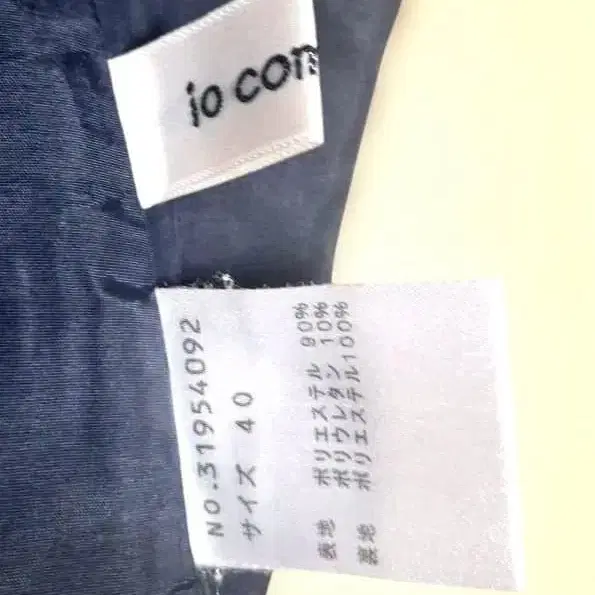 io com
NO.31954092
サイズ 40
表地 ポリエステル 90%
ポリウレタン 10%
裏地 ポリエステル100%